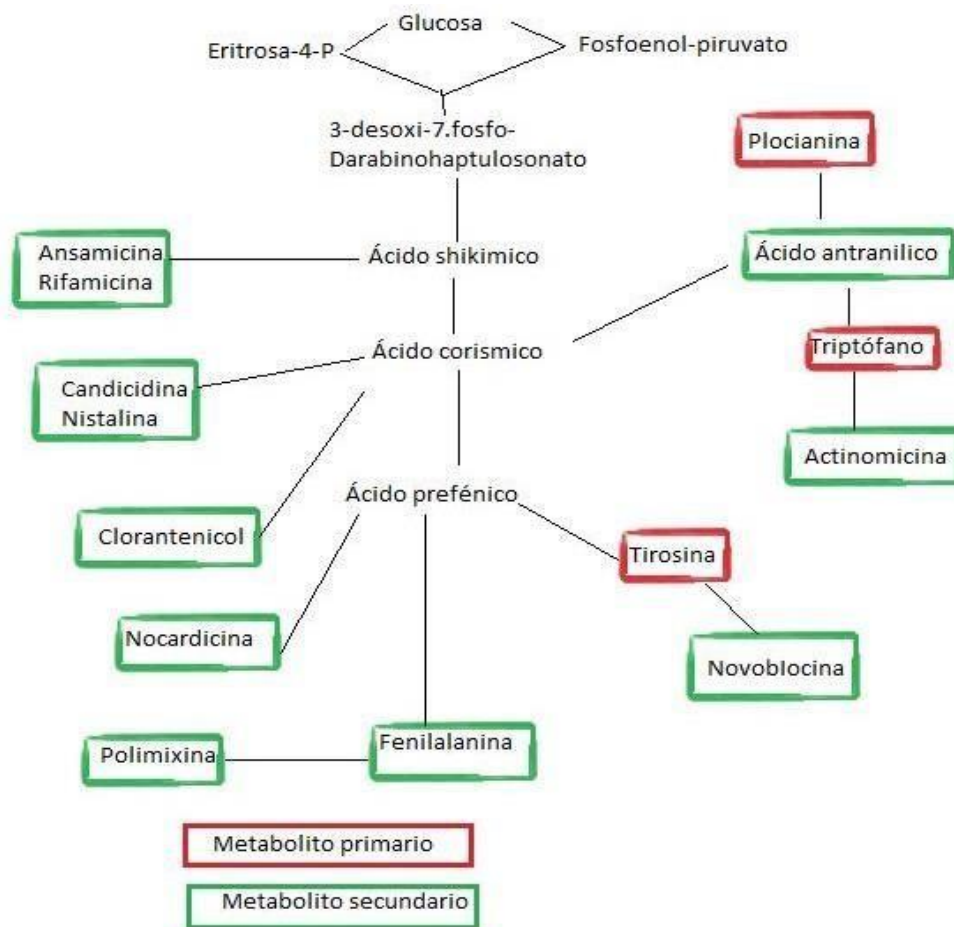 Glucosa
Eritrosa-4-P
Fosfoenol-piruvato
3-desoxi-7.fosfo-
Darabinohaptulosonato
Plocianina
Ansamicina
Rifamicina
Ácido shikimico
Ácido antranilico
Ácido corismico
Triptófano
Candicidina
Nistalina
Actinomicina
Ácido prefénico
Clorantenicol
Tirosina
Nocardicina
Novoblocina
Fenilalanina
Polimixina
Metabolito primario
Metabolito secundario